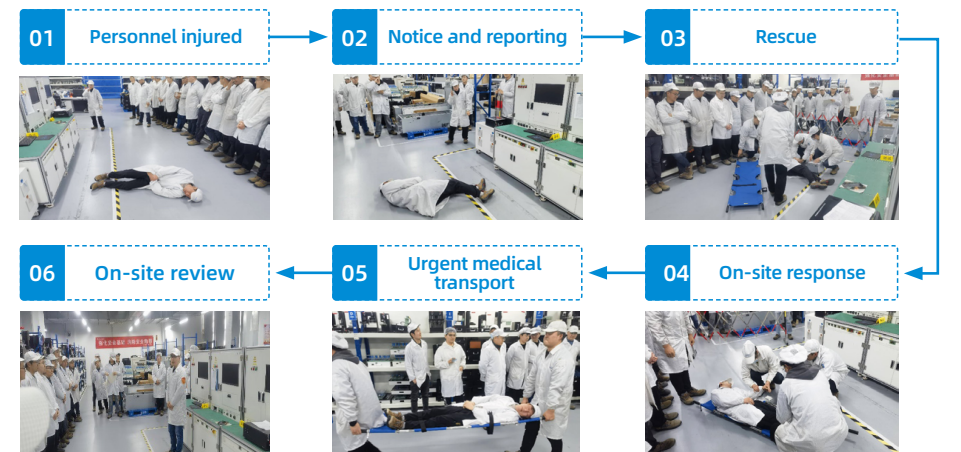 01 Personnel injured
02 Notice and reporting
03 Rescue
04 On-site response
05 Urgent medical
transport
06 On-site review